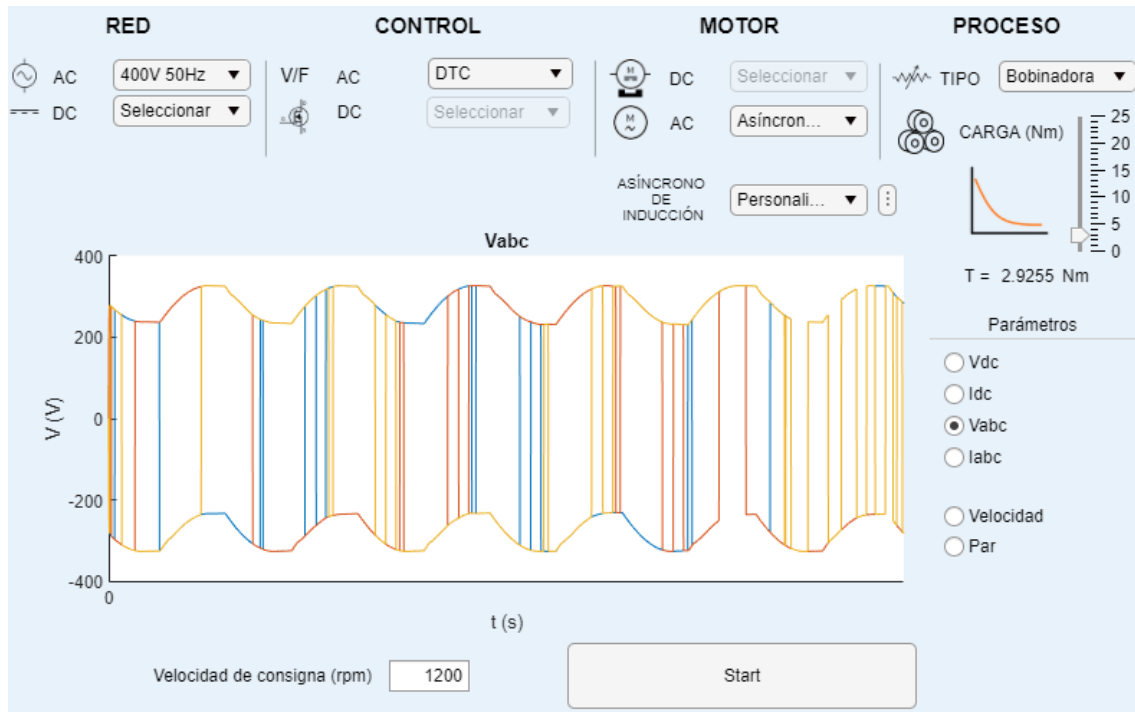 RED
CONTROL
MOTOR
PROCESO
AC
400V 50Hz
V/F
AC
DTC
DC
Seleccionar
TIPO
Bobinadora
DC
Seleccionar
DC
Seleccionar
AC
Asíncron...
CARGA (Nm)
25
20
15
10
5
0
ASÍNCRONO
DE
INDUCCIÓN
Personali...
T = 2.9255 Nm
Vabc
400
200
0
-200
-400
V (V)
0
t (s)
Parámetros
Vdc
Idc
Vabc
Iabc
Velocidad
Par
Velocidad de consigna (rpm)
1200
Start